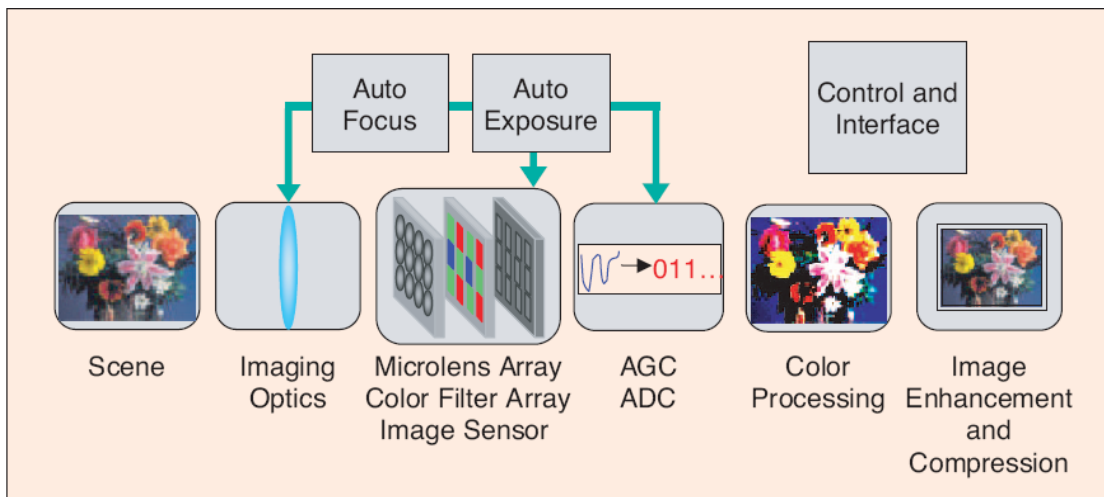 Auto
Focus
Auto
Exposure
Control and
Interface
011...
Scene
Imaging
Optics
Microlens Array
Color Filter Array
Image Sensor
AGC
ADC
Color
Processing
Image
Enhancement
and
Compression